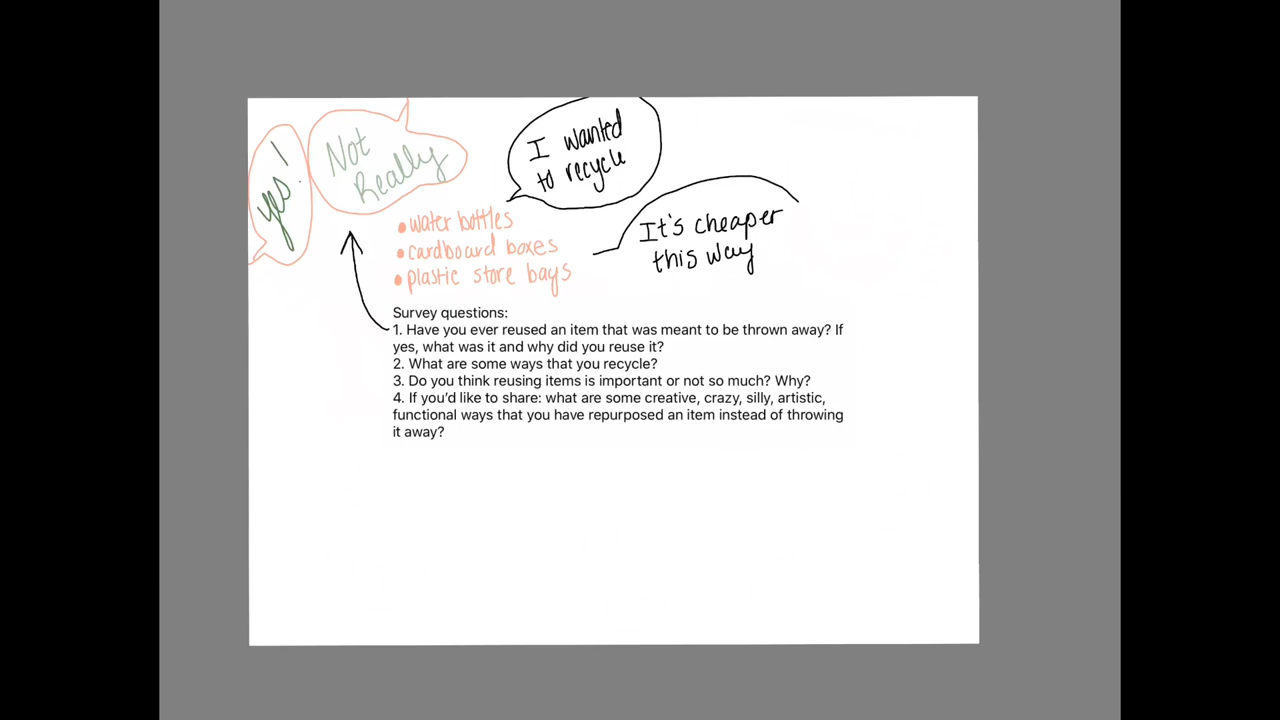 yes!
Not
Really
I wanted
to recycle
• water bottles
• cardboard boxes
• plastic store bags
It's cheaper
this way
Survey questions:
1. Have you ever reused an item that was meant to be thrown away? If
yes, what was it and why did you reuse it?
2. What are some ways that you recycle?
3. Do you think reusing items is important or not so much? Why?
4. If you’d like to share: what are some creative, crazy, silly, artistic,
functional ways that you have repurposed an item instead of throwing
it away?